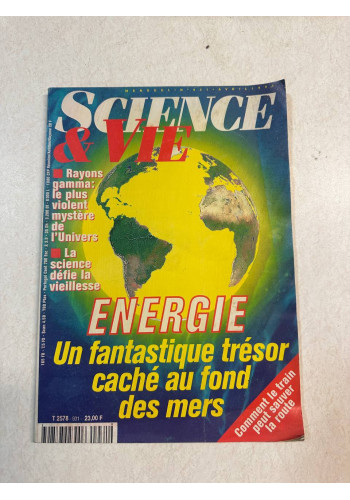 SCIENCE
& VIE
Rayons
gamma:
le plus
violent
mystère
de
l'Univers
La
science
défie la
vieillesse
ENERGIE
Un fantastique trésor
caché au fond
des mers
Comment le train
peut sauver
la route
T 2578
23,00 F